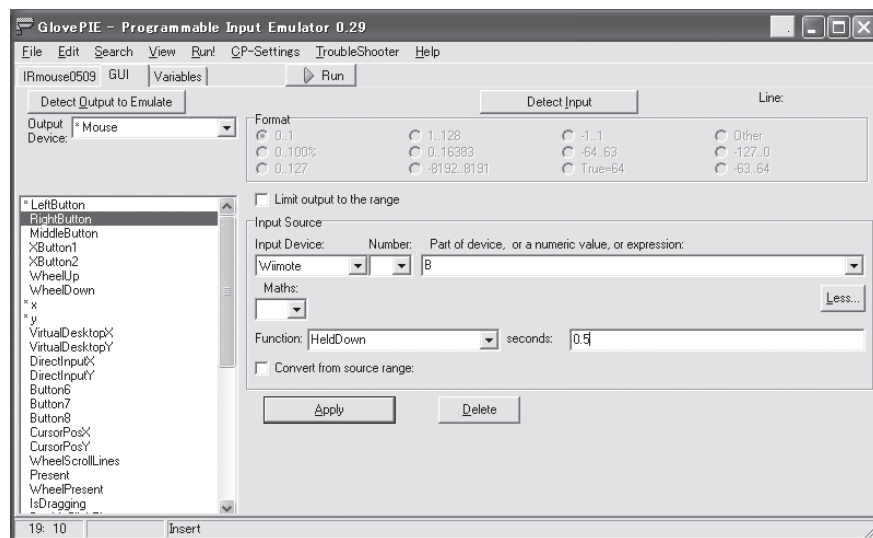 GlovePIE - Programmable Input Emulator 0.29
File Edit Search View Run! CP-Settings TroubleShooter Help
IRmouse0509 GUI Variables Run
Detect Output to Emulate Detect Input Line:
Output Device: * Mouse
Format
0..1 1..128 -1..1 Other
0..100% 0..16383 -64..63 -127..0
0..127 -8192..8191 True=64 -63..64
Limit output to the range
* LeftButton
RightButton
MiddleButton
XButton1
XButton2
WheelUp
WheelDown
* x
* y
VirtualDesktopX
VirtualDesktopY
DirectInputX
DirectInputY
Button6
Button7
Button8
CursorPosX
CursorPosY
WheelScrollLines
Present
WheelPresent
IsDragging
Input Source
Input Device: Number: Part of device, or a numeric value, or expression:
Wiimote B
Maths:
Less...
Function: HeldDown seconds: 0.5
Convert from source range:
Apply Delete
19: 10 Insert